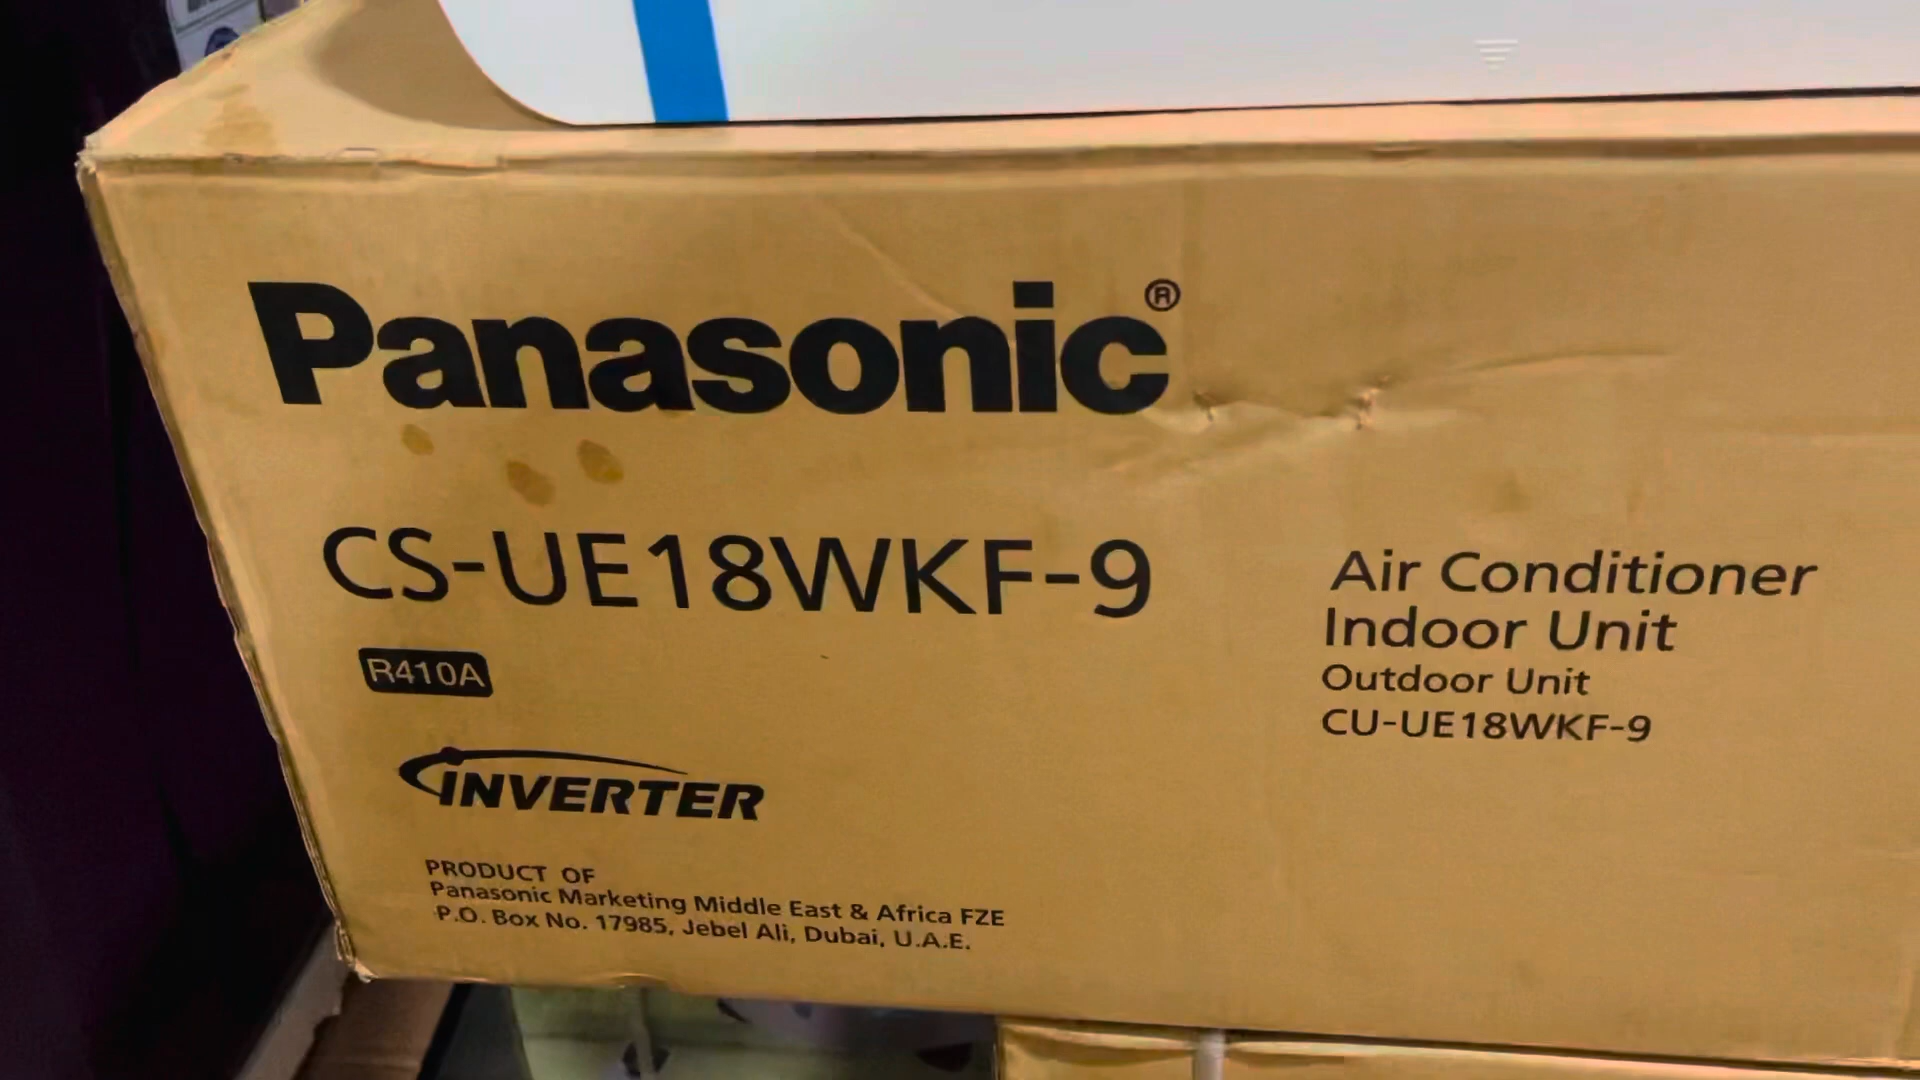 Panasonic®
CS-UE18WKF-9
R410A
INVERTER
Air Conditioner
Indoor Unit
Outdoor Unit
CU-UE18WKF-9
PRODUCT OF
Panasonic Marketing Middle East & Africa FZE
P.O. Box No. 17985, Jebel Ali, Dubai, U.A.E.